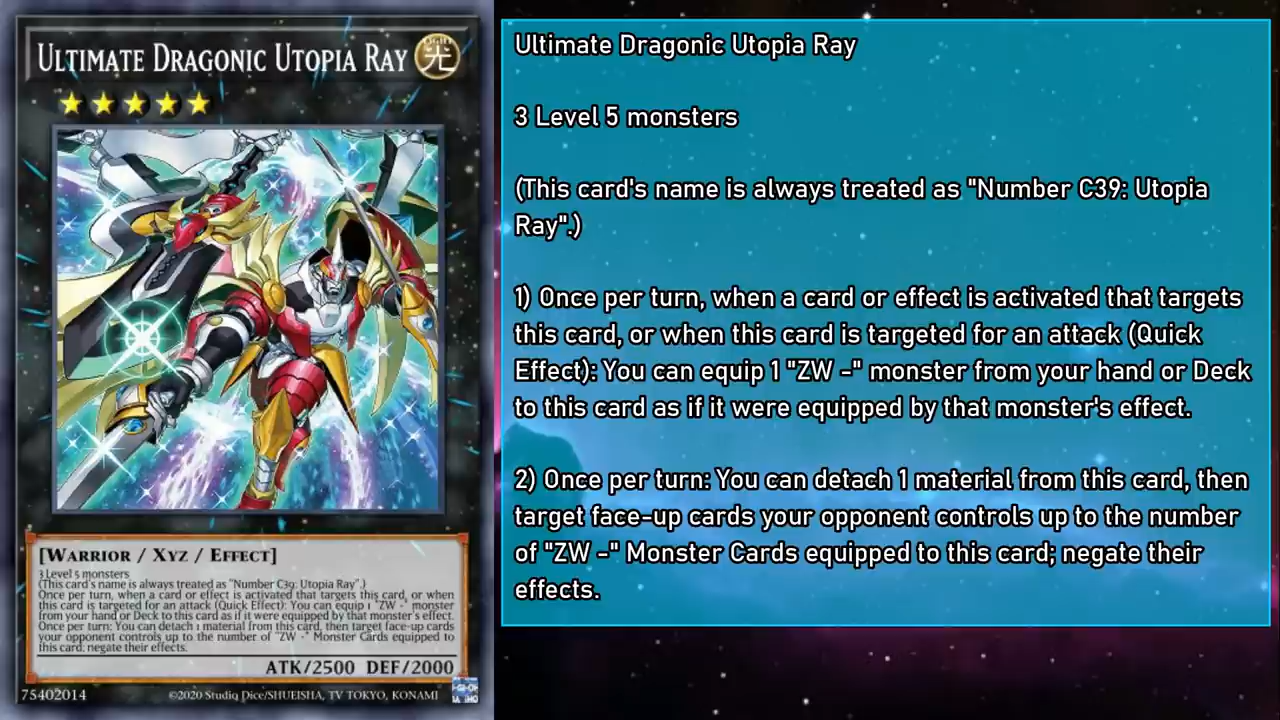 ULTIMATE DRAGONIC UTOPIA RAY
LIGHT
光
[WARRIOR / XYZ / EFFECT]
3 Level 5 monsters
(This card's name is always treated as "Number C39: Utopia Ray".)
Once per turn, when a card or effect is activated that targets this card, or when
this card is targeted for an attack (Quick Effect): You can equip 1 "ZW -" monster
from your hand or Deck to this card as if it were equipped by that monster's effect.
Once per turn: You can detach 1 material from this card, then target face-up cards
your opponent controls up to the number of "ZW -" Monster Cards equipped to
this card; negate their effects.
ATK/2500 DEF/2000
75402014 ©2020 Studio Dice/SHUEISHA, TV TOKYO, KONAMI
Ultimate Dragonic Utopia Ray
3 Level 5 monsters
(This card's name is always treated as "Number C39: Utopia
Ray".)
1) Once per turn, when a card or effect is activated that targets
this card, or when this card is targeted for an attack (Quick
Effect): You can equip 1 "ZW -" monster from your hand or Deck
to this card as if it were equipped by that monster's effect.
2) Once per turn: You can detach 1 material from this card, then
target face-up cards your opponent controls up to the number
of "ZW -" Monster Cards equipped to this card; negate their
effects.